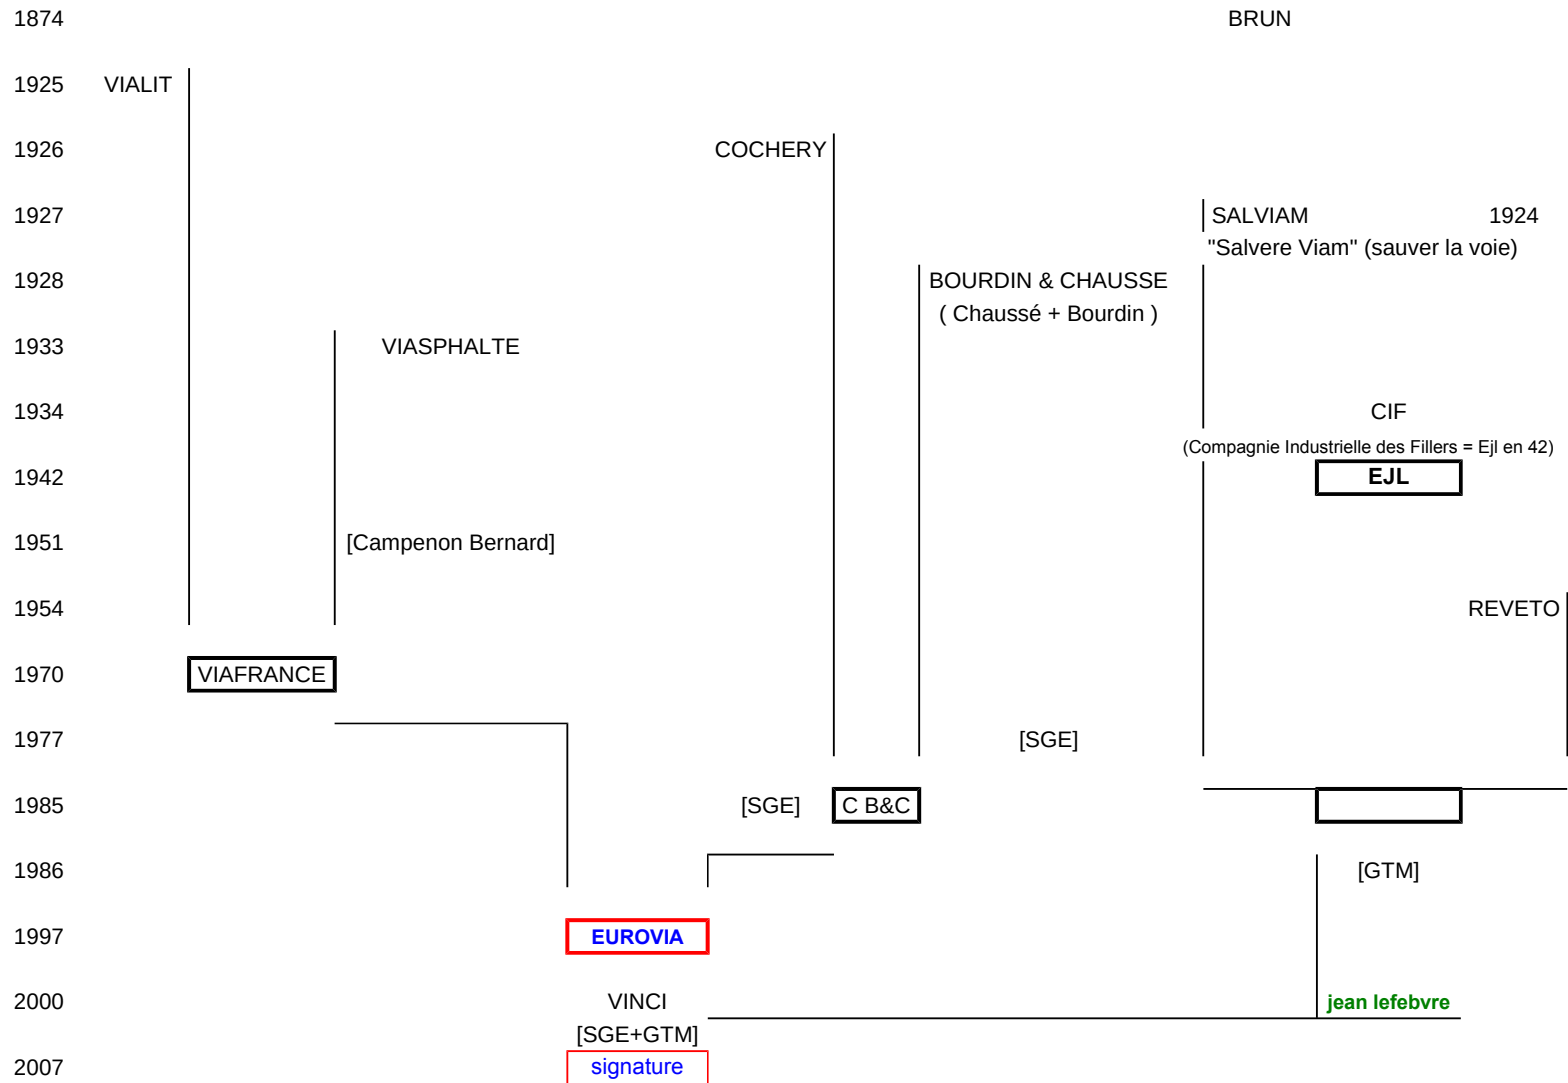 1874 BRUN
1925 VIALIT
1926 COCHERY
1927 SALVIAM 1924
"Salvere Viam" (sauver la voie)
1928 BOURDIN & CHAUSSE
( Chaussé + Bourdin )
1933 VIASPHALTE
1934 CIF
(Compagnie Industrielle des Fillers = Ejl en 42)
1942 EJL
1951 [Campenon Bernard]
1954 REVETO
1970 VIAFRANCE
1977 [SGE]
1985 [SGE] C B&C
1986 [GTM]
1997 EUROVIA
2000 VINCI jean lefebvre
[SGE+GTM]
2007 signature